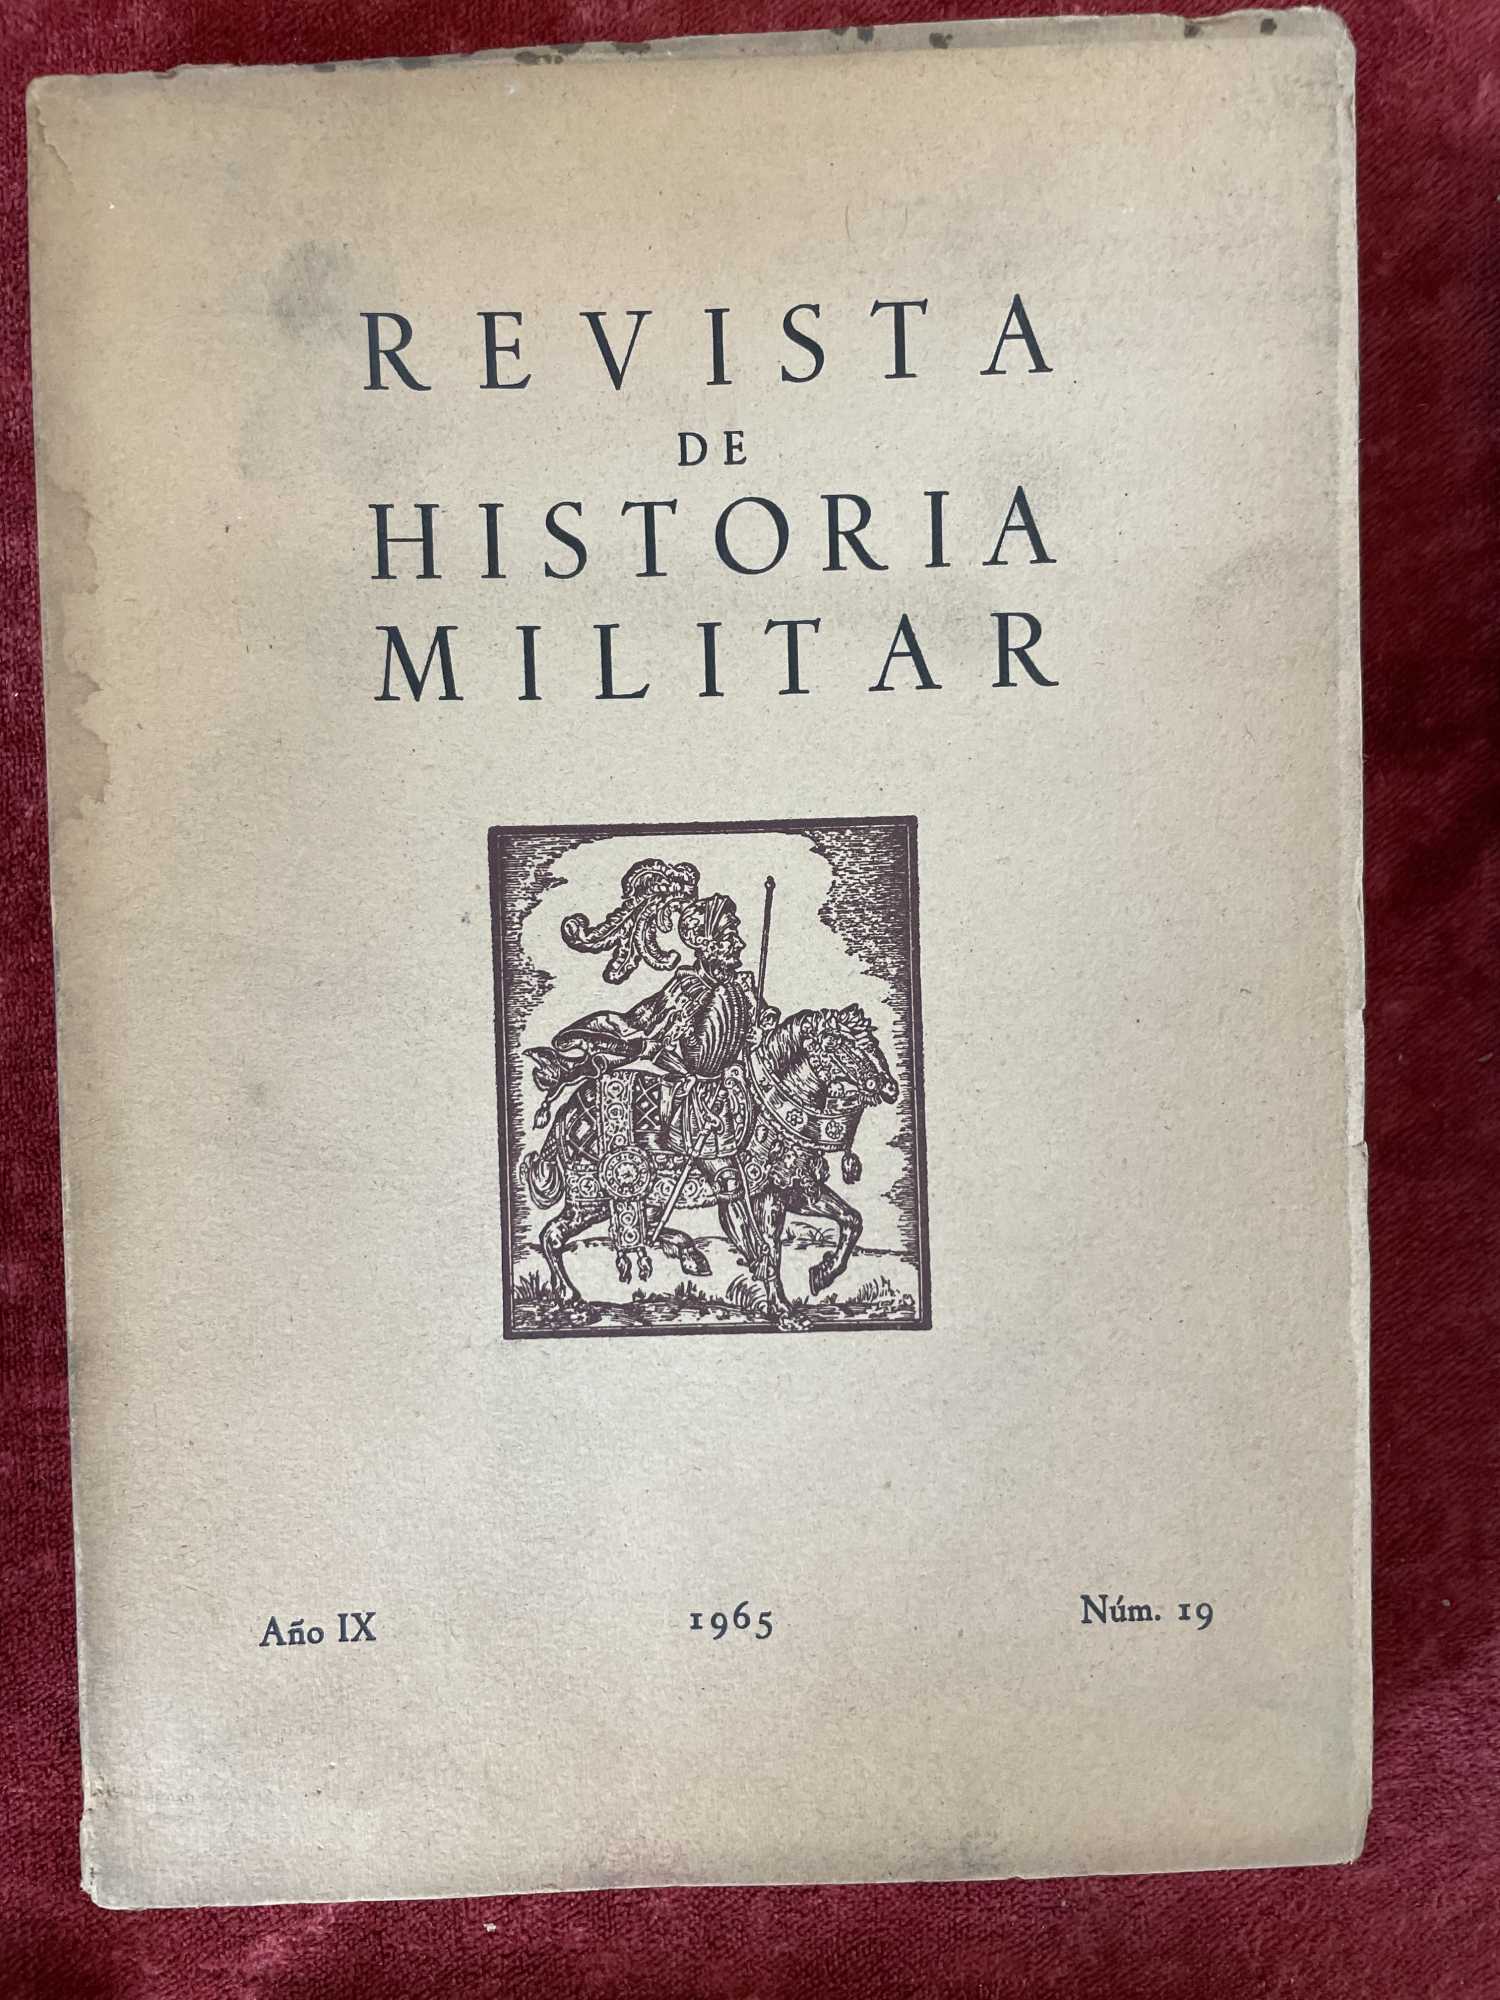 REVISTA
DE
HISTORIA
MILITAR
Año IX 1965 Núm. 19